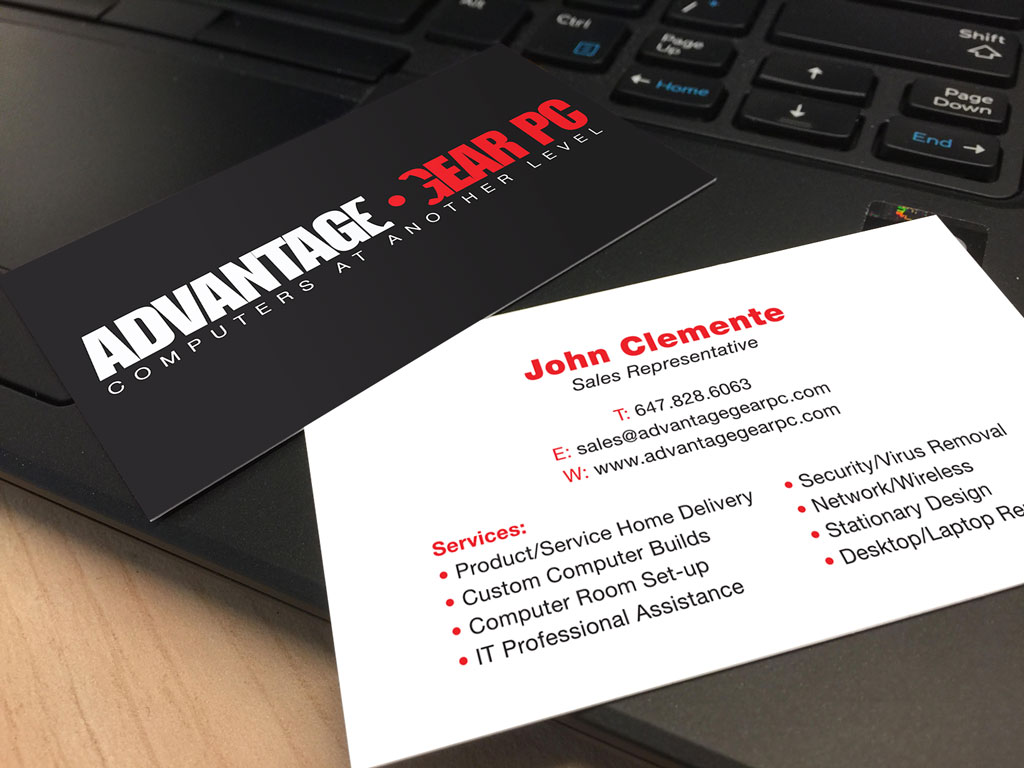 Alt
Ctrl
Page Up
Shift
Home
Page Down
End
ADVANTAGE • GEAR PC
COMPUTERS AT ANOTHER LEVEL
John Clemente
Sales Representative
T: 647.828.6063
E: sales@advantagegearpc.com
W: www.advantagegearpc.com
Services:
• Product/Service Home Delivery
• Custom Computer Builds
• Computer Room Set-up
• IT Professional Assistance
• Security/Virus Removal
• Network/Wireless
• Stationary Design
• Desktop/Laptop